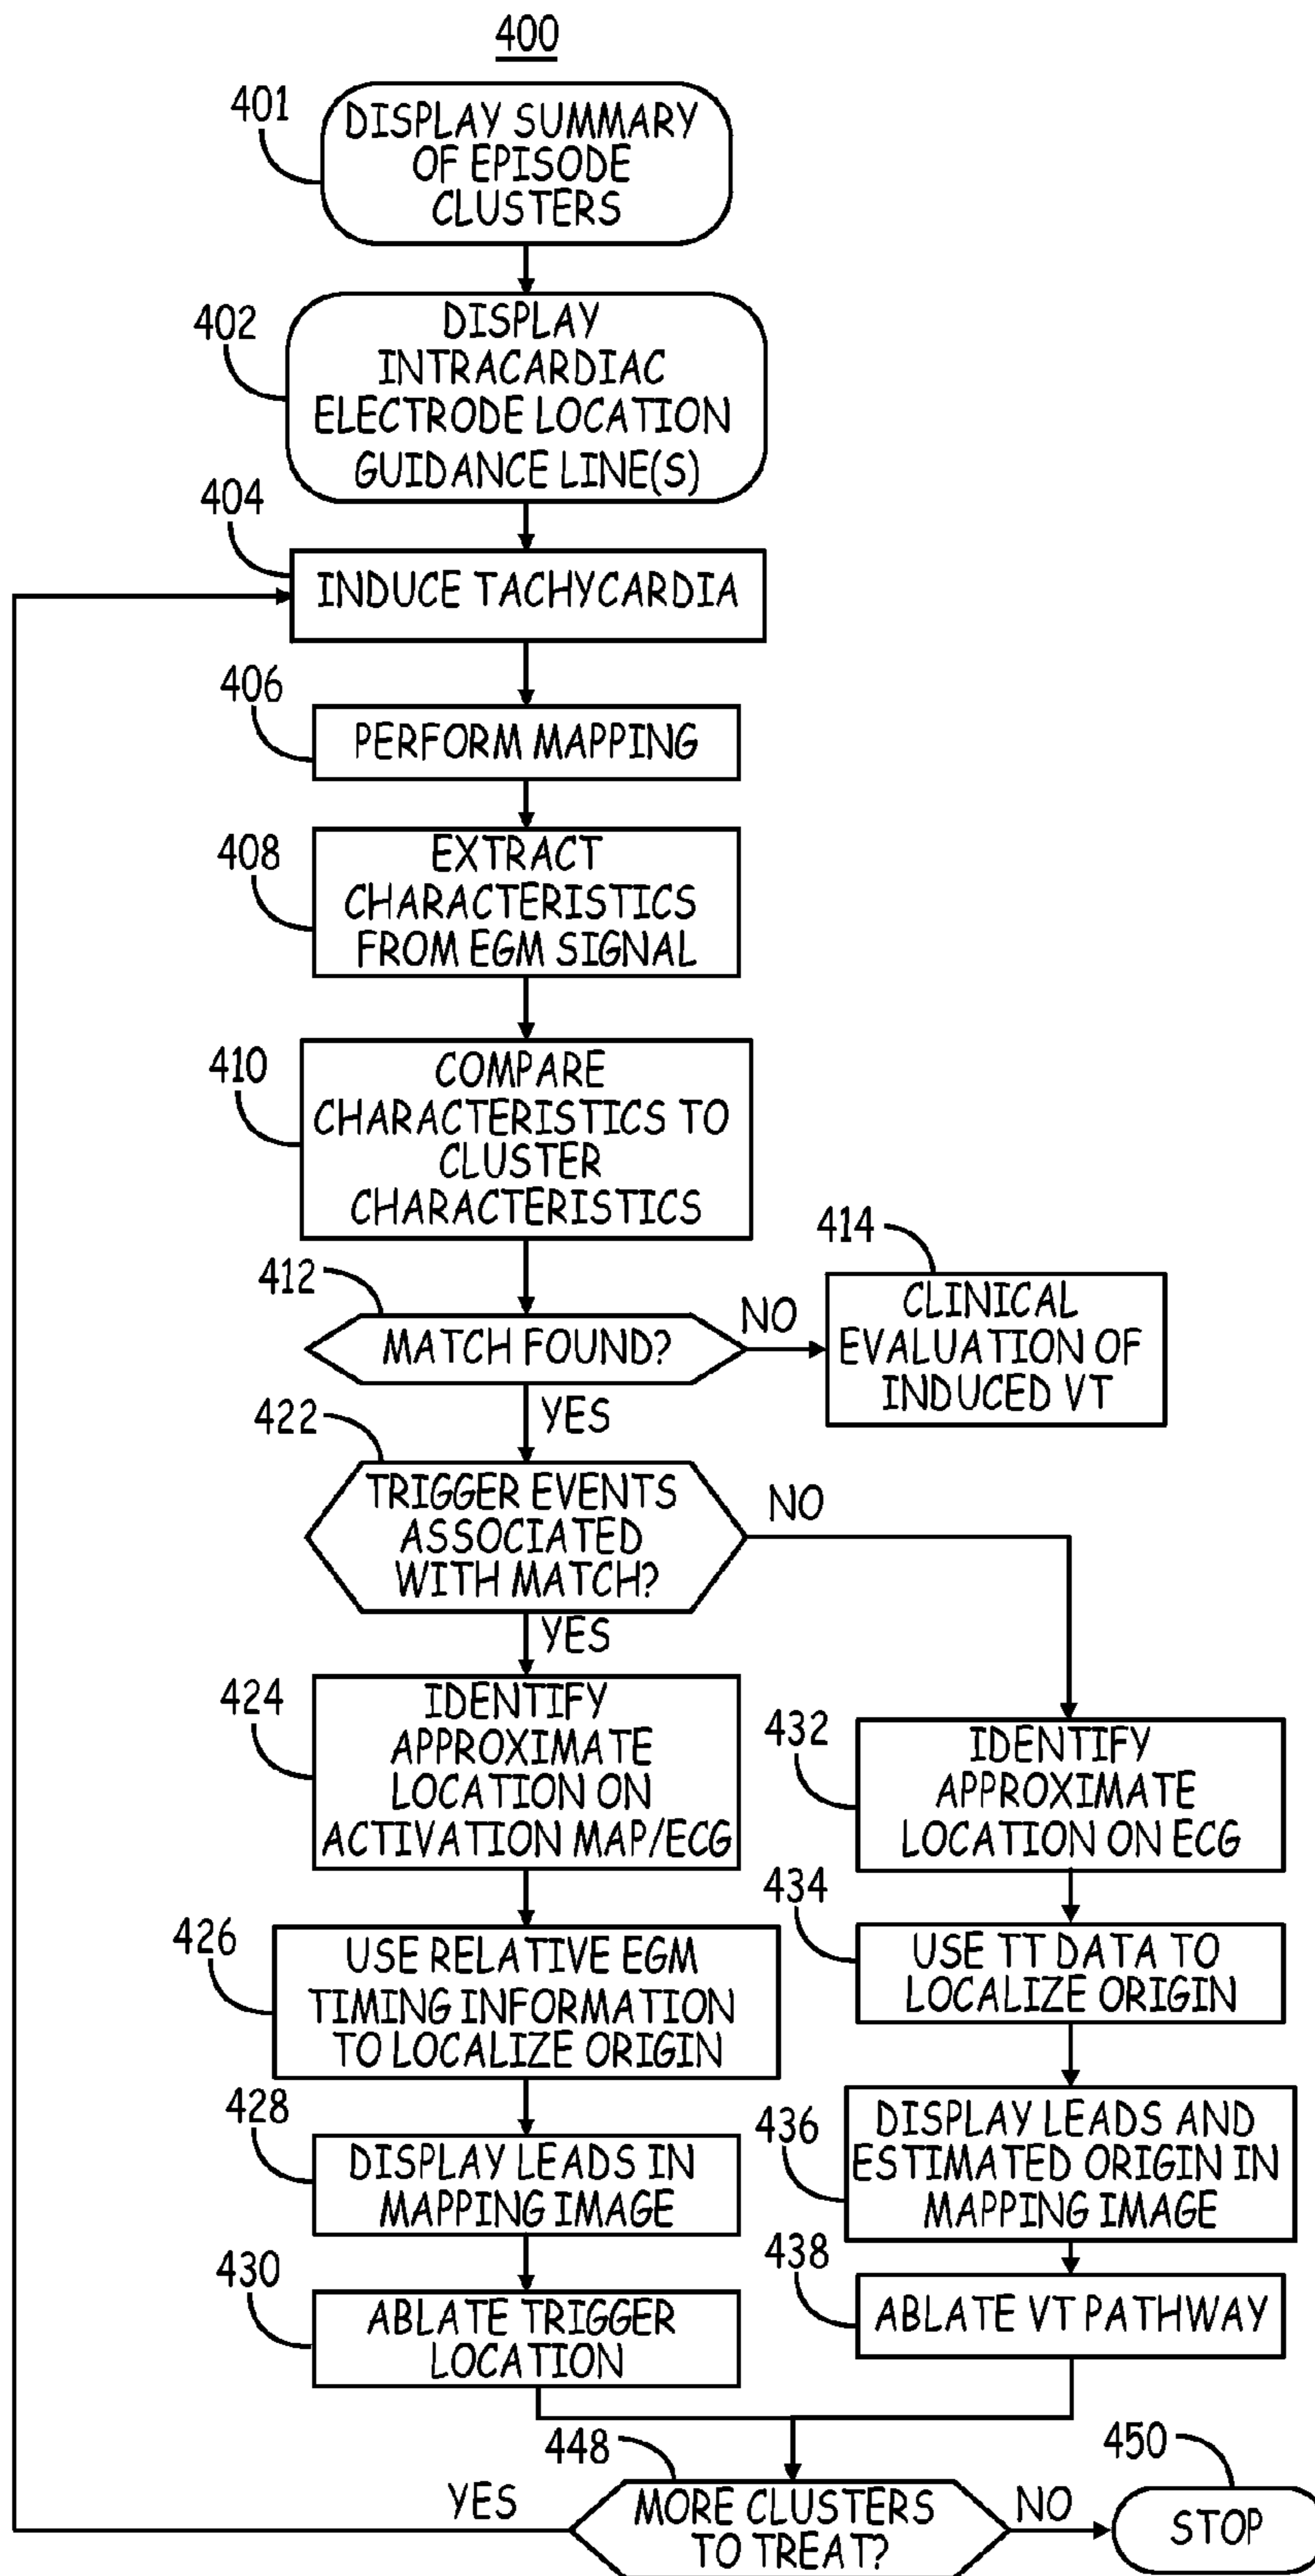 400
401
DISPLAY SUMMARY
OF EPISODE
CLUSTERS
402
DISPLAY
INTRACARDIAC
ELECTRODE LOCATION
GUIDANCE LINE(S)
404
INDUCE TACHYCARDIA
406
PERFORM MAPPING
408
EXTRACT
CHARACTERISTICS
FROM EGM SIGNAL
410
COMPARE
CHARACTERISTICS TO
CLUSTER
CHARACTERISTICS
412
MATCH FOUND?
NO
414
CLINICAL
EVALUATION OF
INDUCED VT
YES
422
TRIGGER EVENTS
ASSOCIATED
WITH MATCH?
NO
YES
424
IDENTIFY
APPROXIMATE
LOCATION ON
ACTIVATION MAP/ECG
426
USE RELATIVE EGM
TIMING INFORMATION
TO LOCALIZE ORIGIN
428
DISPLAY LEADS IN
MAPPING IMAGE
430
ABLATE TRIGGER
LOCATION
432
IDENTIFY
APPROXIMATE
LOCATION ON ECG
434
USE TT DATA TO
LOCALIZE ORIGIN
436
DISPLAY LEADS AND
ESTIMATED ORIGIN IN
MAPPING IMAGE
438
ABLATE VT PATHWAY
448
MORE CLUSTERS
TO TREAT?
YES
NO
450
STOP